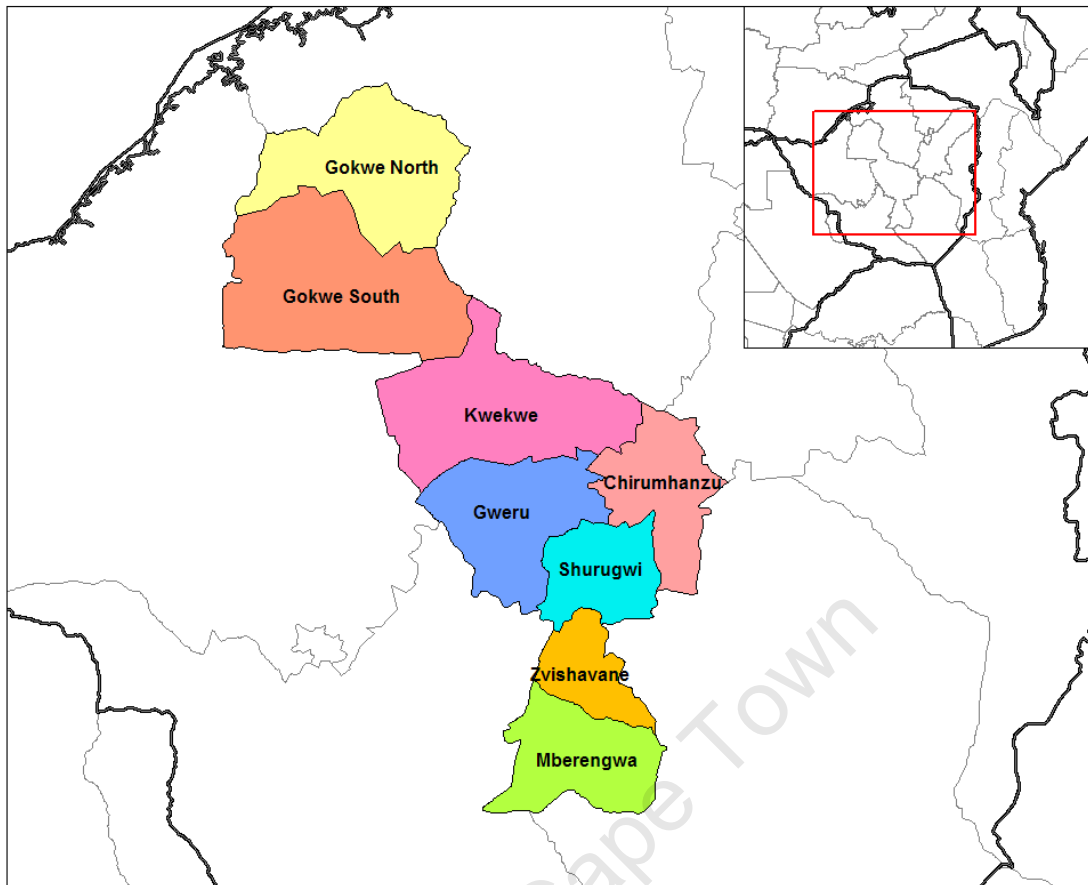 Gokwe North
Gokwe South
Kwekwe
Chirumhanzu
Gweru
Shurugwi
Zvishavane
Mberengwa
Cape Town